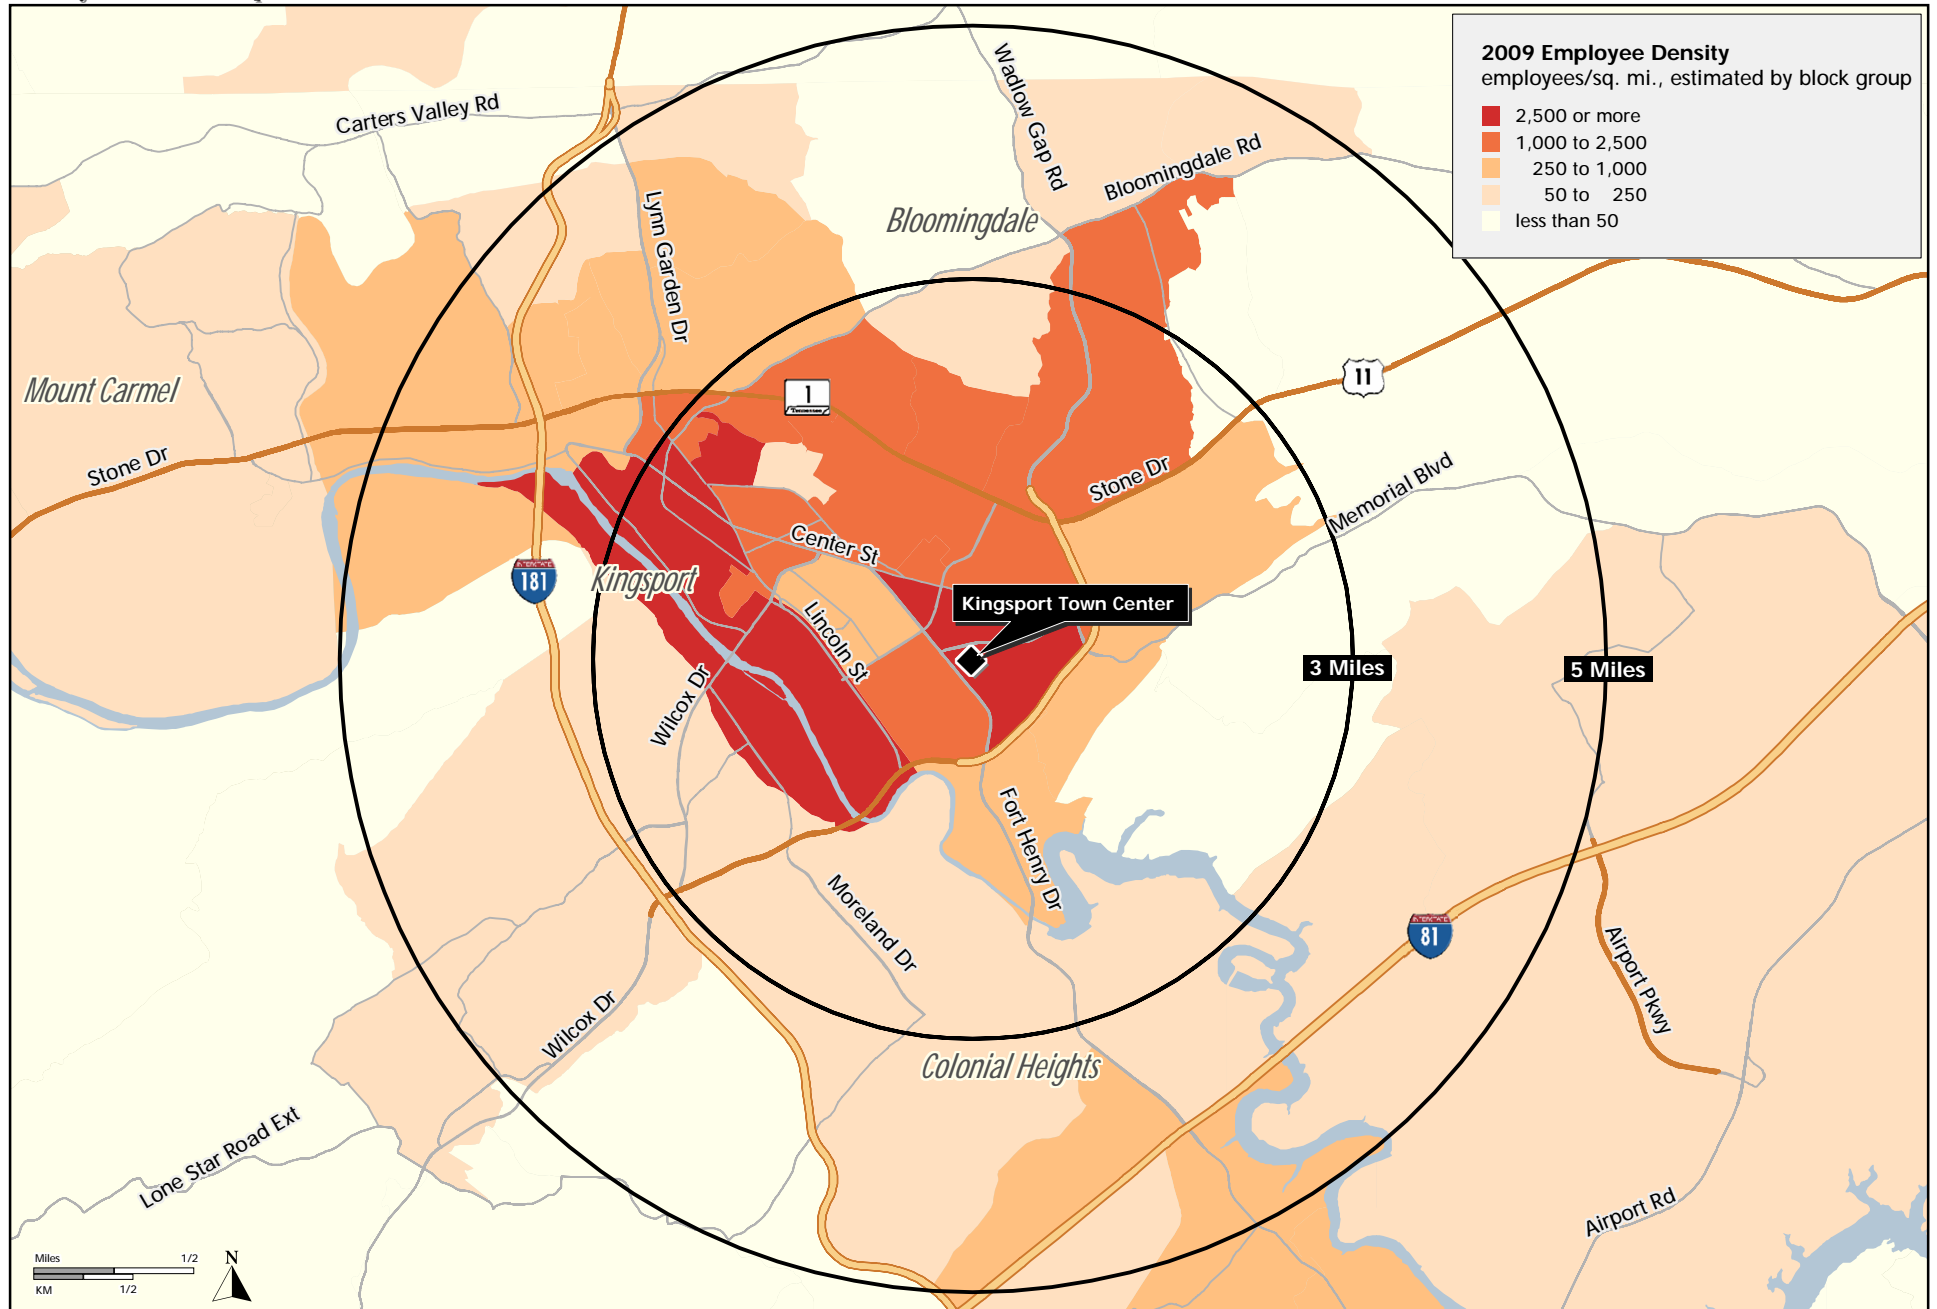 2009 Employee Density
employees/sq. mi., estimated by block group
2,500 or more
1,000 to 2,500
250 to 1,000
50 to 250
less than 50
Carters Valley Rd
Wadlow Gap Rd
Bloomingdale Rd
Lynn Garden Dr
Bloomingdale
Mount Carmel
1
Tennessee
11
Stone Dr
Stone Dr
Memorial Blvd
Center St
INTERSTATE
181
Kingsport
Kingsport Town Center
Lincoln St
Wilcox Dr
3 Miles
5 Miles
Fort Henry Dr
Moreland Dr
INTERSTATE
81
Airport Pkwy
Wilcox Dr
Colonial Heights
Lone Star Road Ext
Airport Rd
Miles 1/2
KM 1/2
N